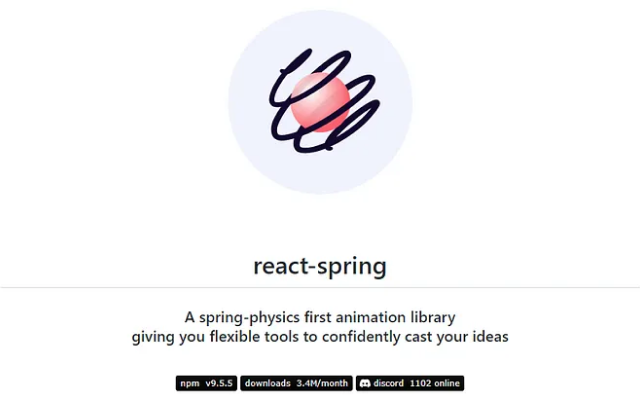 react-spring
A spring-physics first animation library
giving you flexible tools to confidently cast your ideas
npm v9.5.5 downloads 3.4M/month discord 1102 online